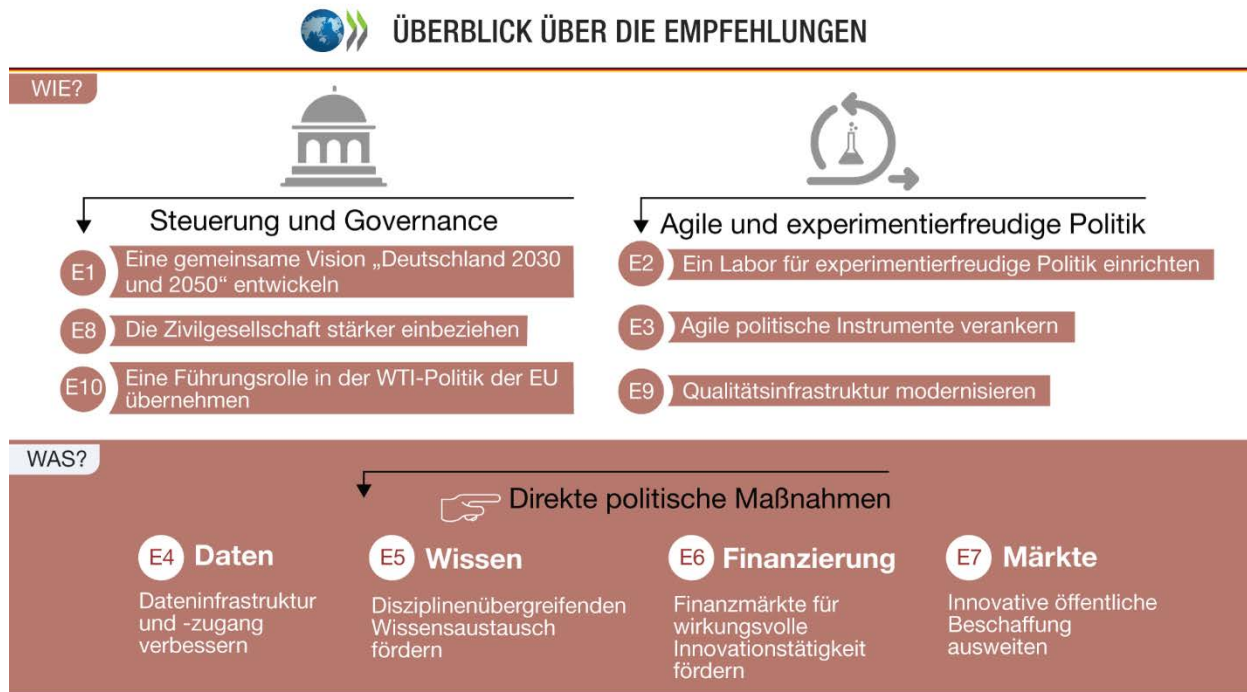 ÜBERBLICK ÜBER DIE EMPFEHLUNGEN
WIE?
Steuerung und Governance
E1
Eine gemeinsame Vision „Deutschland 2030
und 2050“ entwickeln
E8
Die Zivilgesellschaft stärker einbeziehen
E10
Eine Führungsrolle in der WTI-Politik der EU
übernehmen
Agile und experimentierfreudige Politik
E2
Ein Labor für experimentierfreudige Politik einrichten
E3
Agile politische Instrumente verankern
E9
Qualitätsinfrastruktur modernisieren
WAS?
Direkte politische Maßnahmen
E4 Daten
Dateninfrastruktur
und -zugang
verbessern
E5 Wissen
Disziplinenübergreifenden
Wissensaustausch
fördern
E6 Finanzierung
Finanzmärkte für
wirkungsvolle
Innovationstätigkeit
fördern
E7 Märkte
Innovative öffentliche
Beschaffung
ausweiten